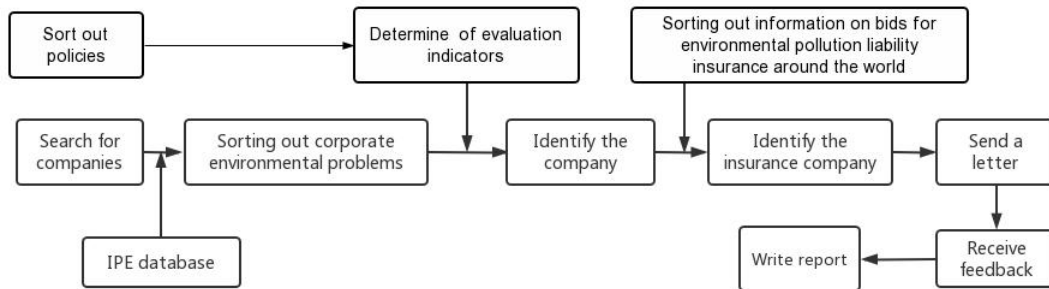 Sort out
policies
Determine of evaluation
indicators
Sorting out information on bids for
environmental pollution liability
insurance around the world
Search for
companies
Sorting out corporate
environmental problems
Identify the
company
Identify the
insurance company
Send a
letter
IPE database
Write report
Receive
feedback